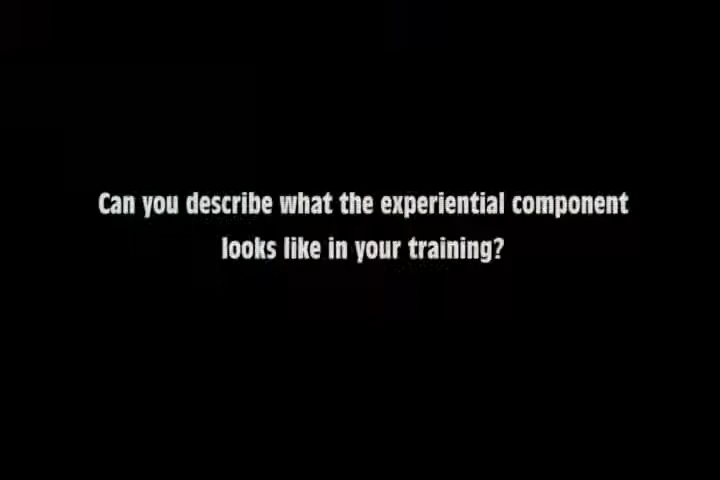 Can you describe what the experiential component
looks like in your training?